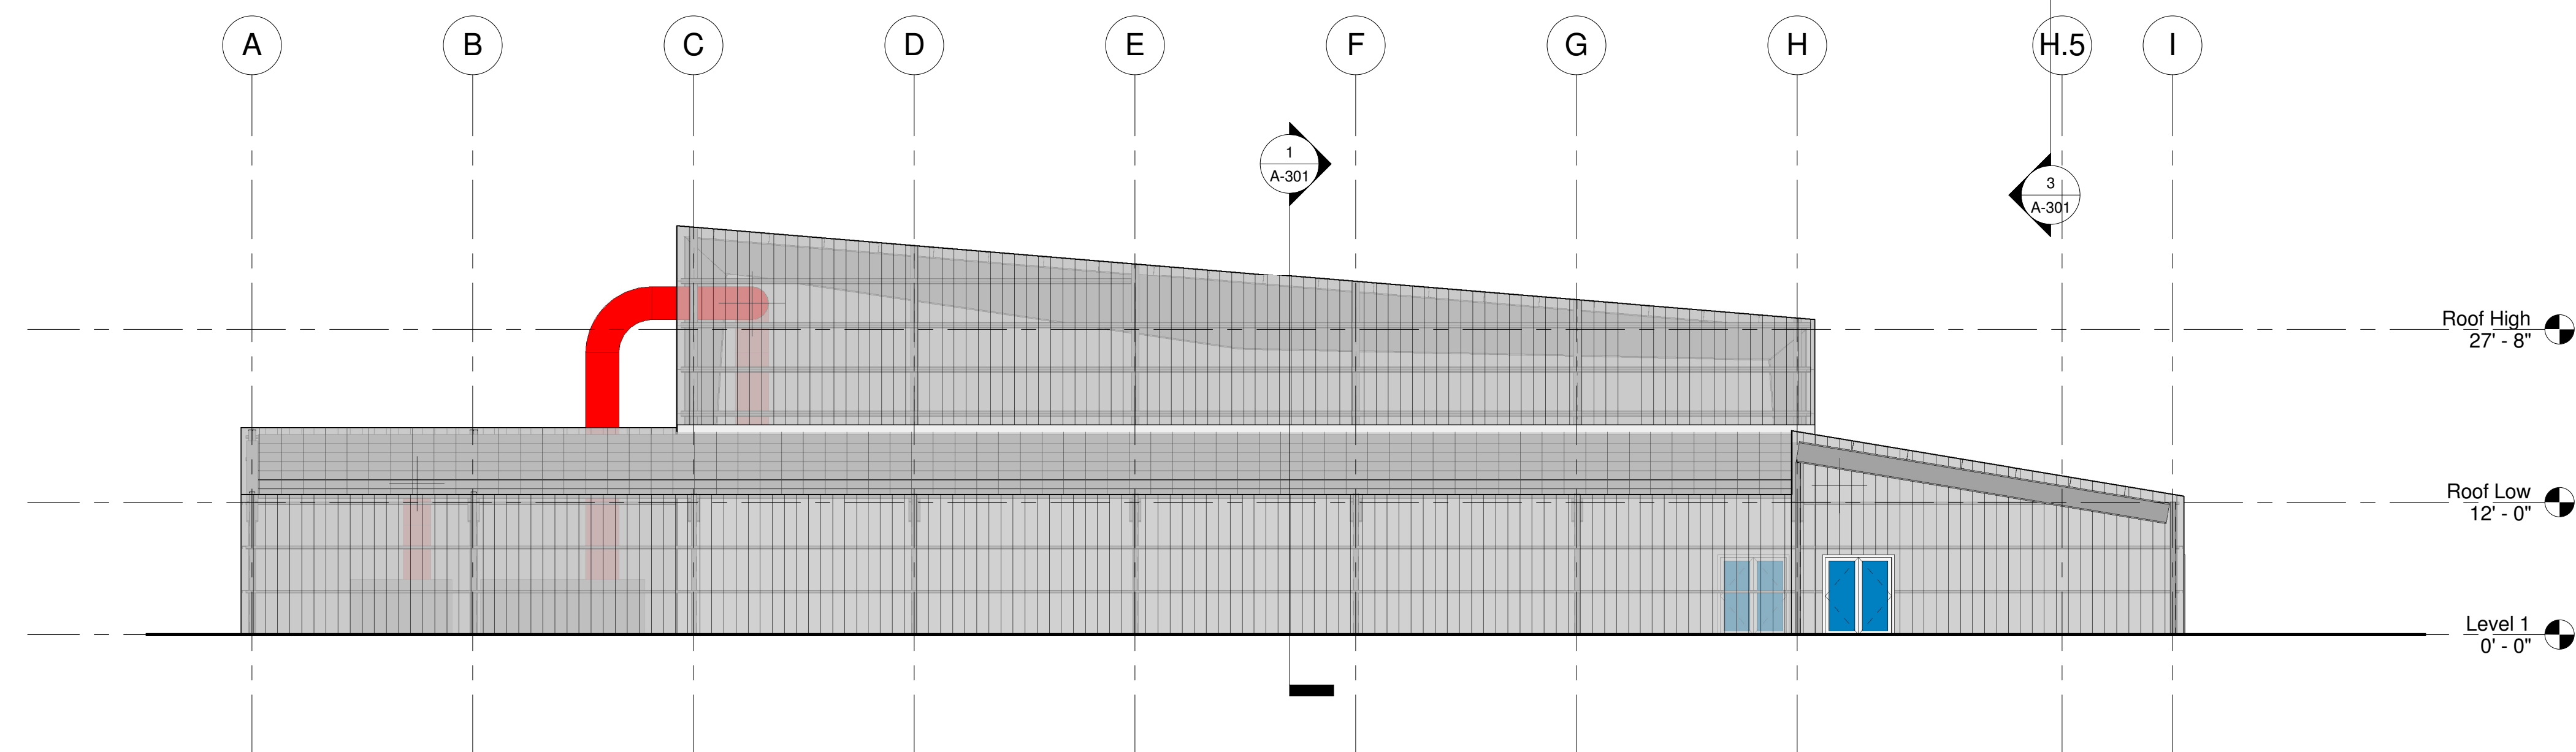 A B C D E F G H H.5 I
1
A-301
3
A-301
Roof High
27' - 8"
Roof Low
12' - 0"
Level 1
0' - 0"